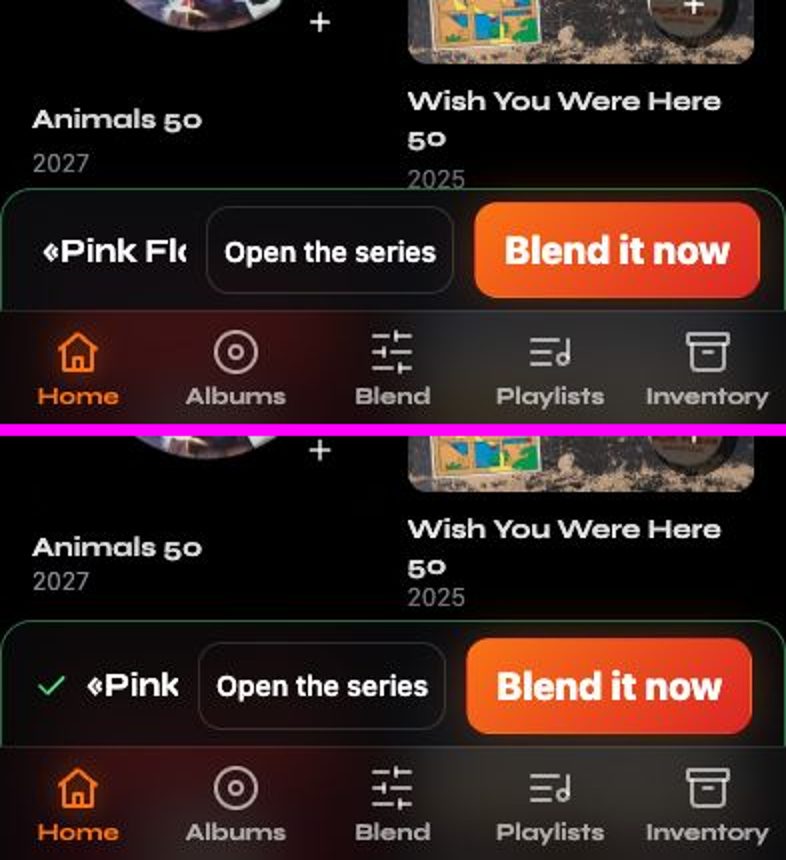 Animals 50
2027
Wish You Were Here
50
2025
«Pink Flo
Open the series
Blend it now
Home
Albums
Blend
Playlists
Inventory
Animals 50
2027
Wish You Were Here
50
2025
«Pink
Open the series
Blend it now
Home
Albums
Blend
Playlists
Inventory